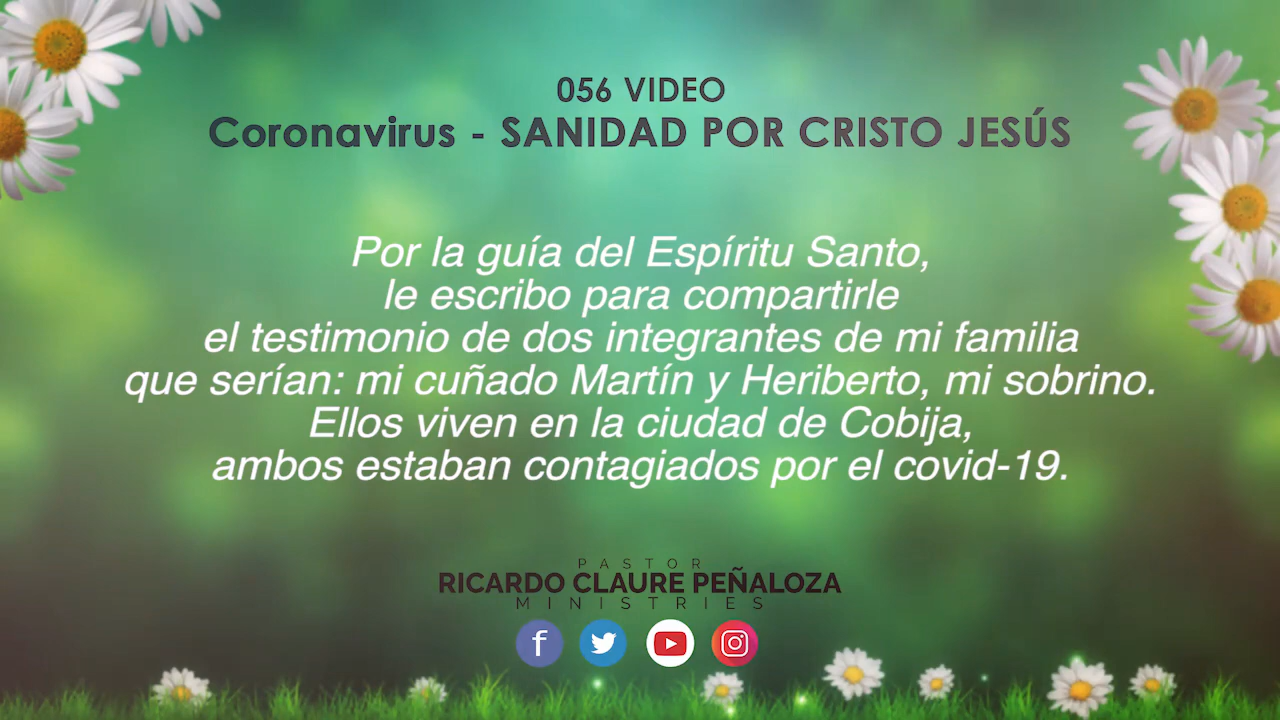 056 VIDEO
Coronavirus - SANIDAD POR CRISTO JESÚS
Por la guía del Espíritu Santo,
le escribo para compartirle
el testimonio de dos integrantes de mi familia
que serían: mi cuñado Martín y Heriberto, mi sobrino.
Ellos viven en la ciudad de Cobija,
ambos estaban contagiados por el covid-19.
PASTOR
RICARDO CLAURE PEÑALOZA
MINISTRIES